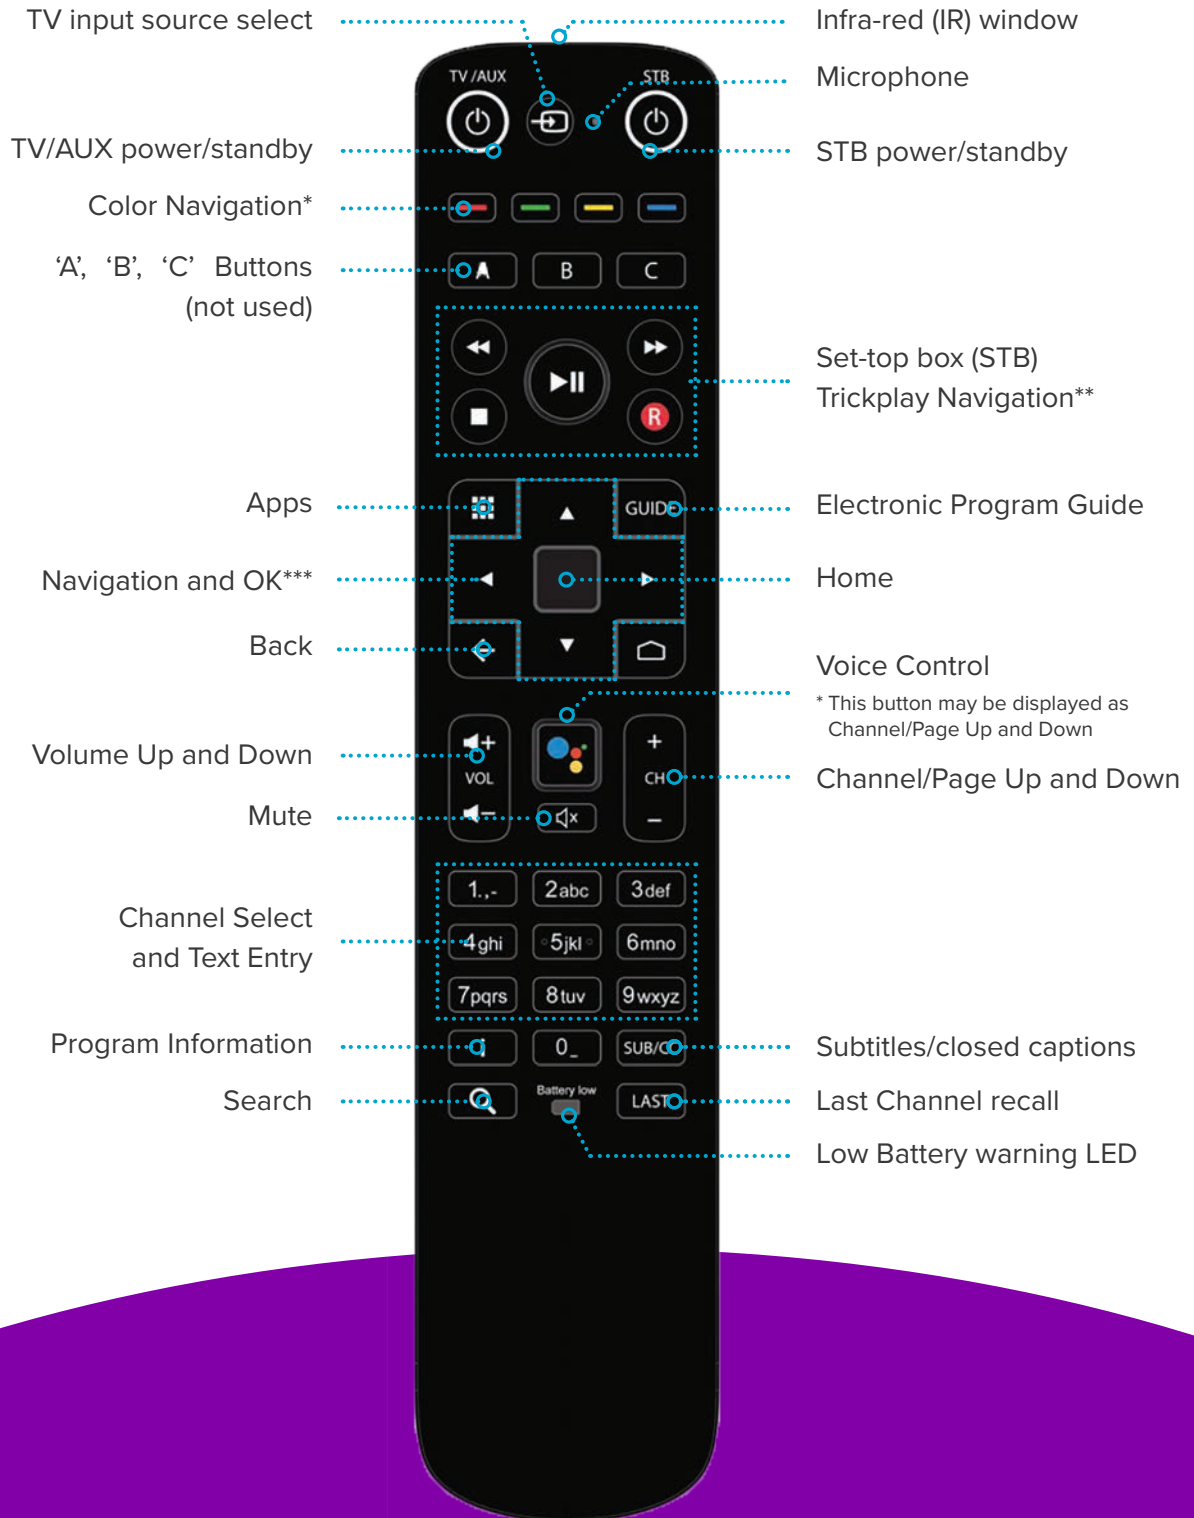 TV input source select
Infra-red (IR) window
TV/AUX
STB
Microphone
TV/AUX power/standby
STB power/standby
Color Navigation*
‘A’, ‘B’, ‘C’ Buttons
(not used)
A
B
C
Set-top box (STB)
Trickplay Navigation**
R
Apps
GUIDE
Electronic Program Guide
Navigation and OK***
Home
Back
Voice Control
* This button may be displayed as
Channel/Page Up and Down
Volume Up and Down
+
VOL
−
+
CH
−
Channel/Page Up and Down
Mute
1.,-
2abc
3def
Channel Select
and Text Entry
4ghi
5jkl
6mno
7pqrs
8tuv
9wxyz
Program Information
i
0_
SUB/CC
Subtitles/closed captions
Search
Battery low
LAST
Last Channel recall
Low Battery warning LED